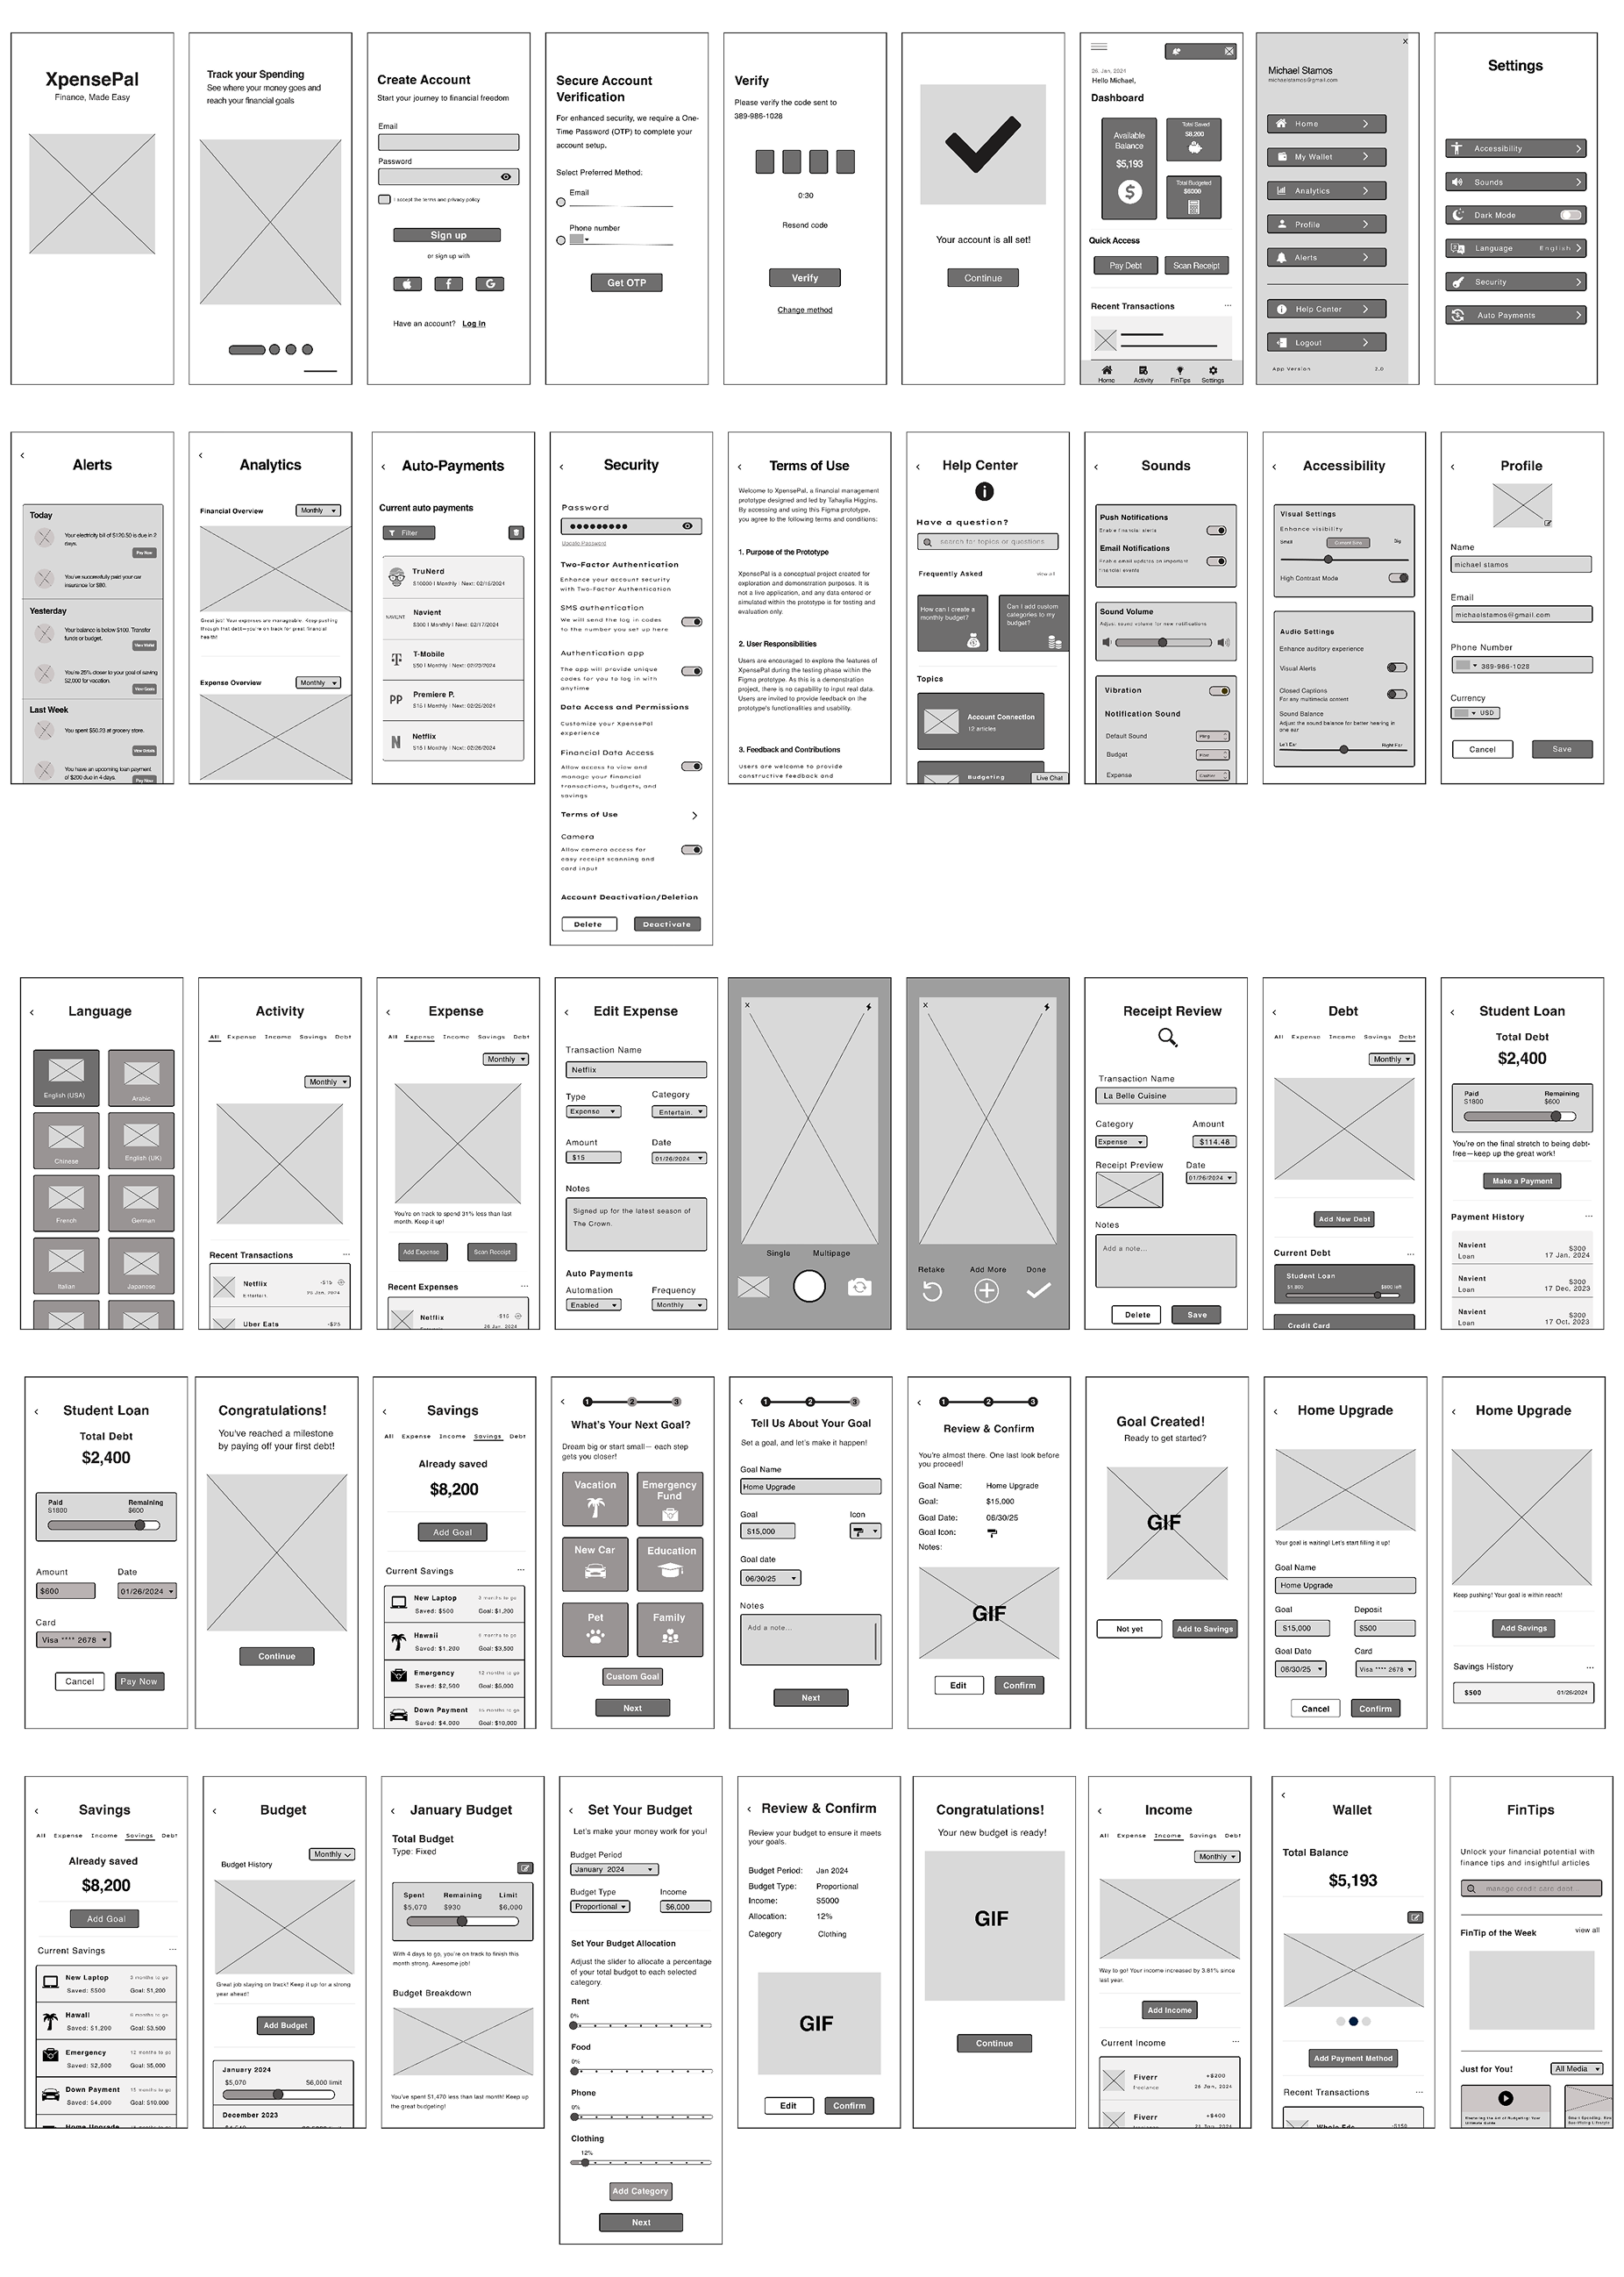 XpensePal
Finance, Made Easy
Track your Spending
See where your money goes and
reach your financial goals
Create Account
Start your journey to financial freedom
Email
Password
I accept the terms and privacy policy
Sign up
or sign up with
Have an account? Log in
Secure Account
Verification
For enhanced security, we require a One-
Time Password (OTP) to complete your
account setup.
Select Preferred Method:
Email
Phone number
Get OTP
Verify
Please verify the code sent to
389-986-1028
0:30
Resend code
Verify
Change method
Your account is all set!
Continue
26. Jan, 2024
Hello Michael,
Dashboard
Available
Balance
$5,193
Total Saved
$8,200
Total Budgeted
$6000
Quick Access
Pay Debt
Scan Receipt
Recent Transactions
Home Activity FinTips Settings
Michael Stamos
michaelstamos@gmail.com
Home
My Wallet
Analytics
Profile
Alerts
Help Center
Logout
App Version 2.0
Settings
Accessibility
Sounds
Dark Mode
Language English
Security
Auto Payments
Alerts
Today
Your electricity bill of $120.50 is due in 2
days.
Pay Now
You've succesfully paid your car
insurance for $80.
Yesterday
Your balance is below $100. Transfer
funds or budget.
View Wallet
You're 25% closer to your goal of saving
$2,000 for vacation.
View Goals
Last Week
You spent $50.23 at grocery store.
View Details
You have an upcoming loan payment
of $200 due in 4 days.
Pay Now
Analytics
Financial Overview Monthly
Great job! Your expenses are manageable. Keep pushing
through that debt—you're on track for great financial
health!
Expense Overview Monthly
Auto-Payments
Current auto payments
Filter
TruNerd
$10000 | Monthly | Next: 02/15/2024
NAVIENT
Navient
$300 | Monthly | Next: 02/17/2024
T-Mobile
$50 | Monthly | Next: 02/23/2024
PP
Premiere P.
$15 | Monthly | Next: 02/25/2024
N
Netflix
$15 | Monthly | Next: 02/26/2024
Security
Password
Update Password
Two-Factor Authentication
Enhance your account security
with Two-Factor Authentication
SMS authentication
We will send the log in codes
to the number you set up here
Authentication app
The app will provide unique
codes for you to log in with
anytime
Data Access and Permissions
Customize your XpensePal
experience
Financial Data Access
Allow access to view and
manage your financial
transactions, budgets, and
savings
Terms of Use
Camera
Allow camera access for
easy receipt scanning and
card input
Account Deactivation/Deletion
Delete
Deactivate
Terms of Use
Welcome to XpensePal, a financial management
prototype designed and led by Tahaylia Higgins.
By accessing and using this Figma prototype,
you agree to the following terms and conditions:
1. Purpose of the Prototype
XpensePal is a conceptual project created for
exploration and demonstration purposes. It is
not a live application, and any data entered or
simulated within the prototype is for testing and
evaluation only.
2. User Responsibilities
Users are encouraged to explore the features of
XpensePal during the testing phase within the
Figma prototype. As this is a demonstration
project, there is no capability to input real data.
Users are invited to provide feedback on the
prototype's functionalities and usability.
3. Feedback and Contributions
Users are welcome to provide
constructive feedback and
Help Center
Have a question?
search for topics or questions
Frequently Asked view all
How can I create a
monthly budget?
Can I add custom
categories to my
budget?
Topics
Account Connection
12 articles
Budgeting
Live Chat
Sounds
Push Notifications
Enable financial alerts
Email Notifications
Enable email updates on important
financial events
Sound Volume
Adjust sound volume for new notifications
Vibration
Notification Sound
Default Sound
Budget
Expense
Accessibility
Visual Settings
Enhance visibility
Small Current Size Big
High Contrast Mode
Audio Settings
Enhance auditory experience
Visual Alerts
Closed Captions
For any multimedia content
Sound Balance
Adjust the sound balance for better hearing in
one ear
Left Ear Right Ear
Profile
Name
michael stamos
Email
michaelstamos@gmail.com
Phone Number
389-986-1028
Currency
USD
Cancel
Save
Language
English (USA)
Arabic
Chinese
English (UK)
French
German
Italian
Japanese
Activity
All Expense Income Savings Debt
Monthly
Recent Transactions
Netflix -$15
26 Jan, 2024
Uber Eats -$25
Expense
All Expense Income Savings Debt
Monthly
You're on track to spend 31% less than last
month. Keep it up!
Add Expense
Scan Receipt
Recent Expenses
Netflix -$15
26 Jan, 2024
Edit Expense
Transaction Name
Netflix
Type Category
Expense Entertain.
Amount Date
$15 01/26/2024
Notes
Signed up for the latest season of
The Crown.
Auto Payments
Automation Frequency
Enabled Monthly
X
Single Multipage
X
Retake Add More Done
Receipt Review
Transaction Name
La Belle Cuisine
Category Amount
Expense $114.48
Receipt Preview Date
01/26/2024
Notes
Add a note...
Delete
Save
Debt
All Expense Income Savings Debt
Monthly
Add New Debt
Current Debt
Student Loan
$1,800 $600 left
Credit Card
Student Loan
Total Debt
$2,400
Paid Remaining
$1800 $600
You're on the final stretch to being debt-
free—keep up the great work!
Make a Payment
Payment History
Navient $300
Loan 17 Jan, 2024
Navient $300
Loan 17 Dec, 2023
Navient $300
Loan 17 Oct, 2023
Student Loan
Total Debt
$2,400
Paid Remaining
$1800 $600
Amount Date
$600 01/26/2024
Card
Visa **** 2678
Cancel
Pay Now
Congratulations!
You've reached a milestone
by paying off your first debt!
Continue
Savings
All Expense Income Savings Debt
Already saved
$8,200
Add Goal
Current Savings
New Laptop 3 months to go
Saved: $500 Goal: $1,200
Hawaii 6 months to go
Saved: $1,200 Goal: $3,500
Emergency 12 months to go
Saved: $2,500 Goal: $5,000
Down Payment 15 months to go
Saved: $4,000 Goal: $10,000
1 2 3
What's Your Next Goal?
Dream big or start small— each step
gets you closer!
Vacation
Emergency
Fund
New Car
Education
Pet
Family
Custom Goal
Next
1 2 3
Tell Us About Your Goal
Set a goal, and let's make it happen!
Goal Name
Home Upgrade
Goal Icon
$15,000
Goal date
06/30/25
Notes
Add a note...
Next
1 2 3
Review & Confirm
You're almost there. One last look before
you proceed!
Goal Name: Home Upgrade
Goal: $15,000
Goal Date: 06/30/25
Goal Icon:
Notes:
GIF
Edit
Confirm
Goal Created!
Ready to get started?
GIF
Not yet
Add to Savings
Home Upgrade
Your goal is waiting! Let's start filling it up!
Goal Name
Home Upgrade
Goal Deposit
$15,000 $500
Goal Date Card
06/30/25 Visa **** 2678
Cancel
Confirm
Home Upgrade
Keep pushing! Your goal is within reach!
Add Savings
Savings History
$500 01/26/2024
Savings
All Expense Income Savings Debt
Already saved
$8,200
Add Goal
Current Savings
New Laptop 3 months to go
Saved: $500 Goal: $1,200
Hawaii 6 months to go
Saved: $1,200 Goal: $3,500
Emergency 12 months to go
Saved: $2,500 Goal: $5,000
Down Payment 15 months to go
Saved: $4,000 Goal: $10,000
Home Upgrade
Budget
Monthly
Budget History
Great job staying on track! Keep it up for a strong
year ahead!
Add Budget
January 2024
$5,070 $6,000 limit
December 2023
January Budget
Total Budget
Type: Fixed
Spent Remaining Limit
$5,070 $930 $6,000
With 4 days to go, you're on track to finish this
month strong. Awesome job!
Budget Breakdown
You've spent $1,470 less than last month! Keep up
the great budgeting!
Set Your Budget
Let's make your money work for you!
Budget Period
January 2024
Budget Type Income
Proportional $6,000
Set Your Budget Allocation
Adjust the slider to allocate a percentage
of your total budget to each selected
category.
Rent
0%
Food
0%
Phone
0%
Clothing
12%
Add Category
Next
Review & Confirm
Review your budget to ensure it meets
your goals.
Budget Period: Jan 2024
Budget Type: Proportional
Income: $5000
Allocation: 12%
Category Clothing
GIF
Edit
Confirm
Congratulations!
Your new budget is ready!
GIF
Continue
Income
All Expense Income Savings Debt
Monthly
Way to go! Your income increased by 3.81% since
last year.
Add Income
Current Income
Fiverr +$200
Freelance 26 Jan, 2024
Fiverr +$400
21 Jan, 2024
Wallet
Total Balance
$5,193
Add Payment Method
Recent Transactions
Whole Fds
FinTips
Unlock your financial potential with
finance tips and insightful articles
manage credit card debt...
FinTip of the Week view all
Just for You! All Media
Mastering the Art of Budgeting: Your
Ultimate Guide